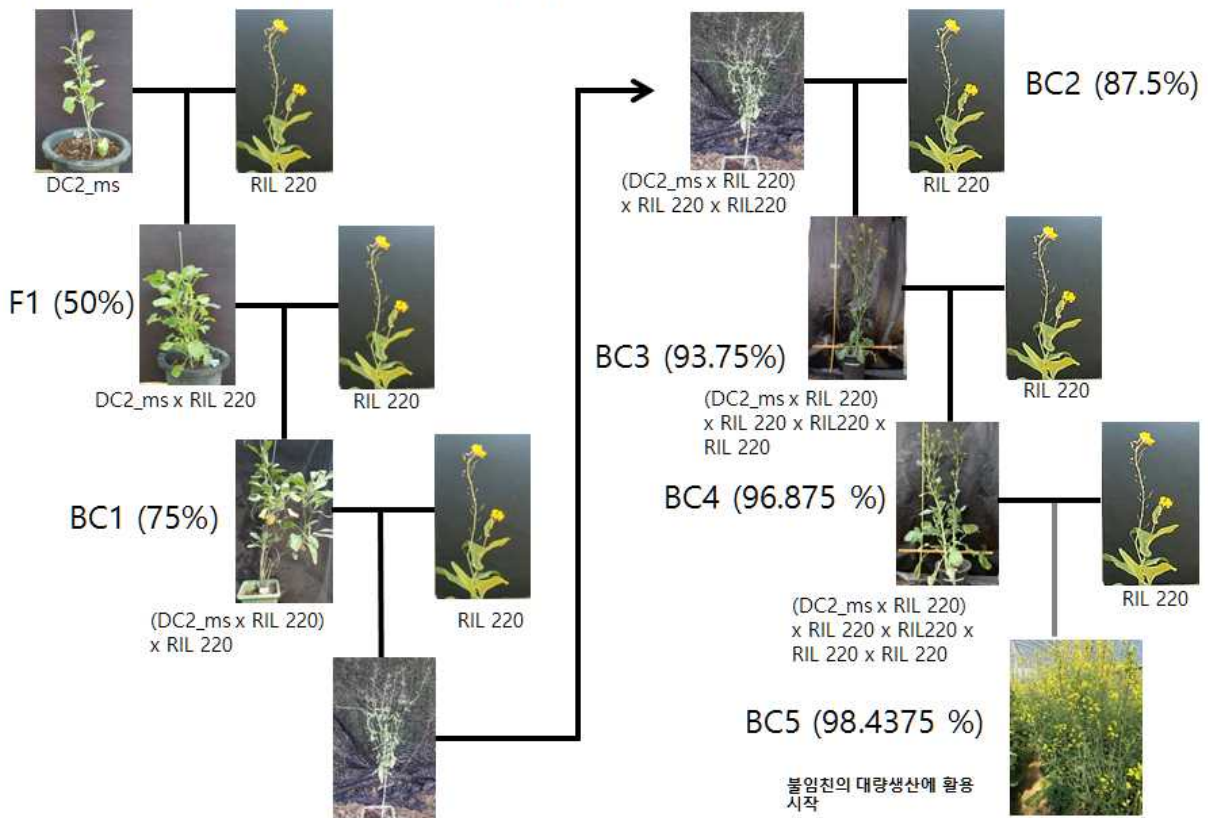 DC2_ms
RIL 220
F1 (50%)
DC2_ms x RIL 220
RIL 220
BC1 (75%)
(DC2_ms x RIL 220)
x RIL 220
RIL 220
BC2 (87.5%)
(DC2_ms x RIL 220)
x RIL 220 x RIL220
RIL 220
BC3 (93.75%)
(DC2_ms x RIL 220)
x RIL 220 x RIL220 x
RIL 220
RIL 220
BC4 (96.875 %)
(DC2_ms x RIL 220)
x RIL 220 x RIL220 x
RIL 220 x RIL 220
RIL 220
BC5 (98.4375 %)
불임친의 대량생산에 활용
시작